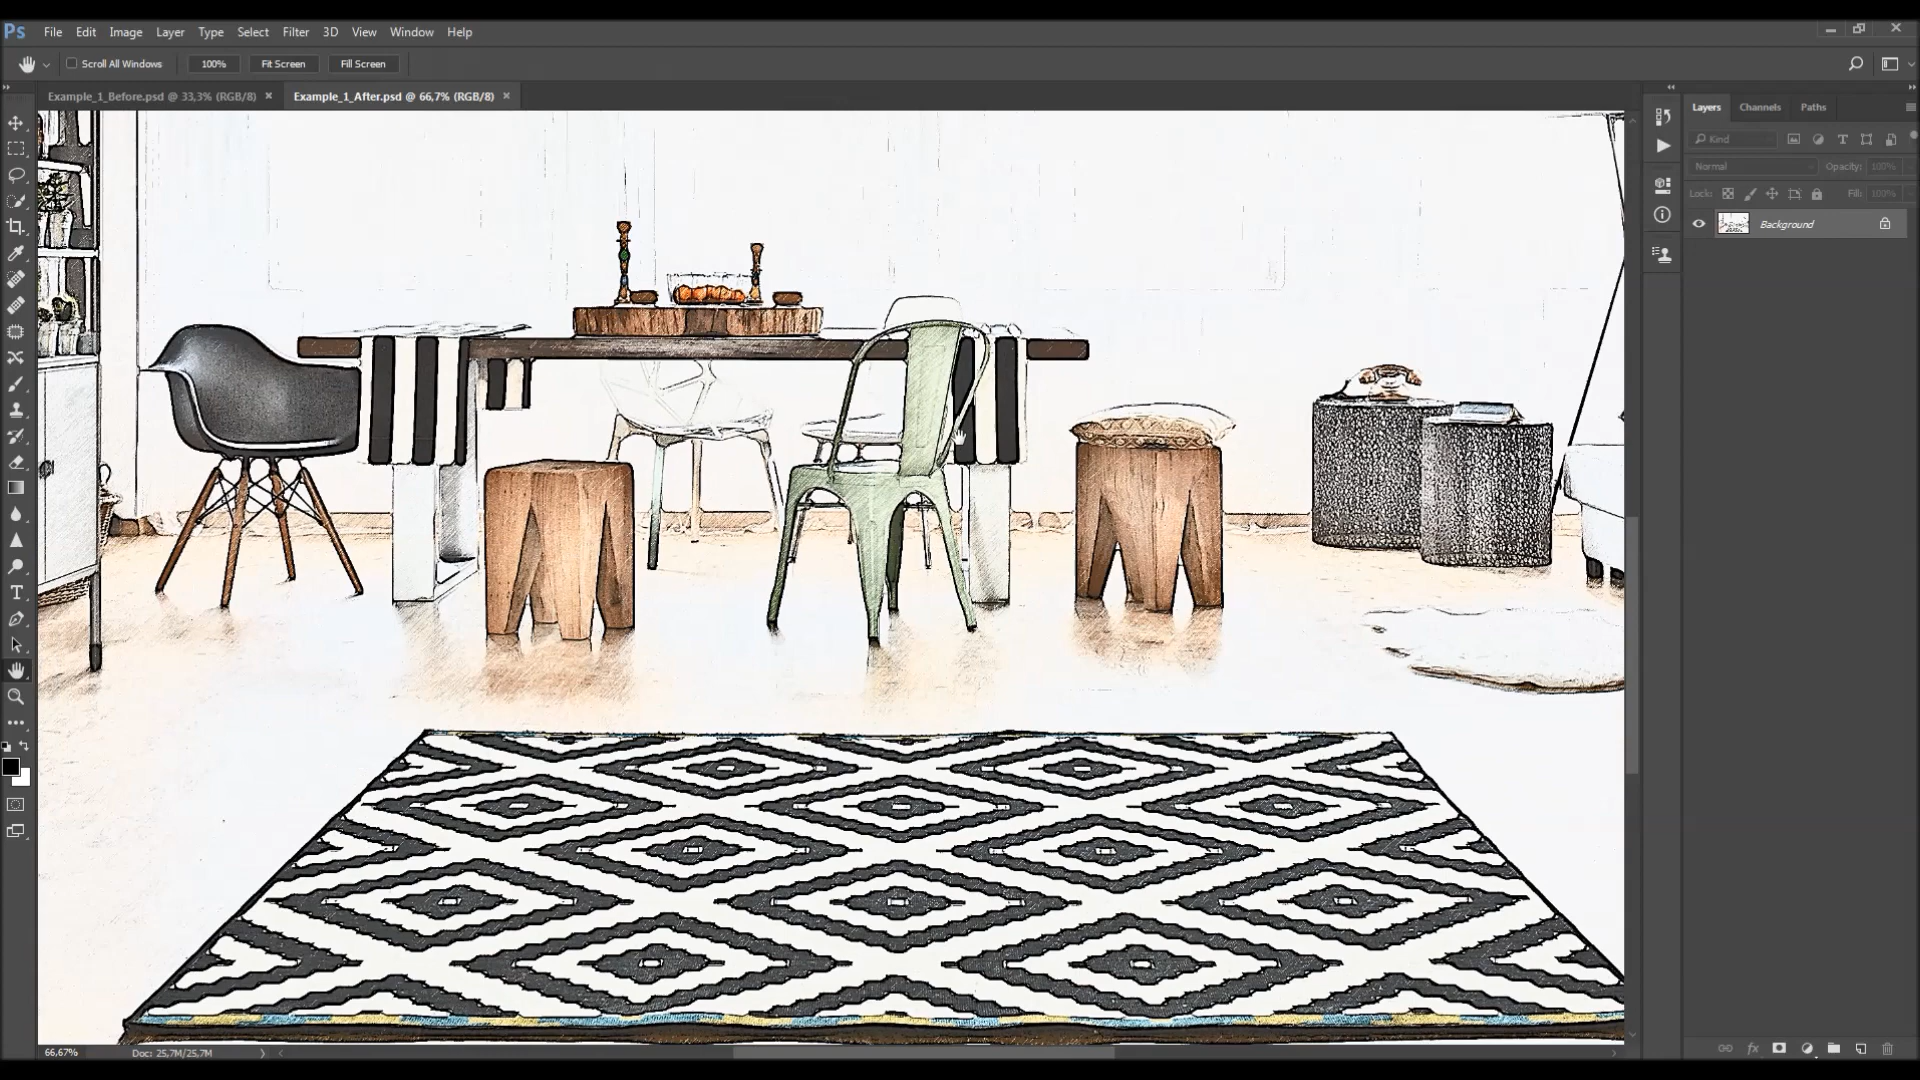 Ps File Edit Image Layer Type Select Filter 3D View Window Help
Scroll All Windows 100% Fit Screen Fill Screen
Example_1_Before.psd @ 33,3% (RGB/8) × Example_1_After.psd @ 66,7% (RGB/8) ×
Layers Channels Paths
Kind
Normal Opacity: 100%
Lock: Fill: 100%
Background
66,67% Doc: 25,7M/25,7M